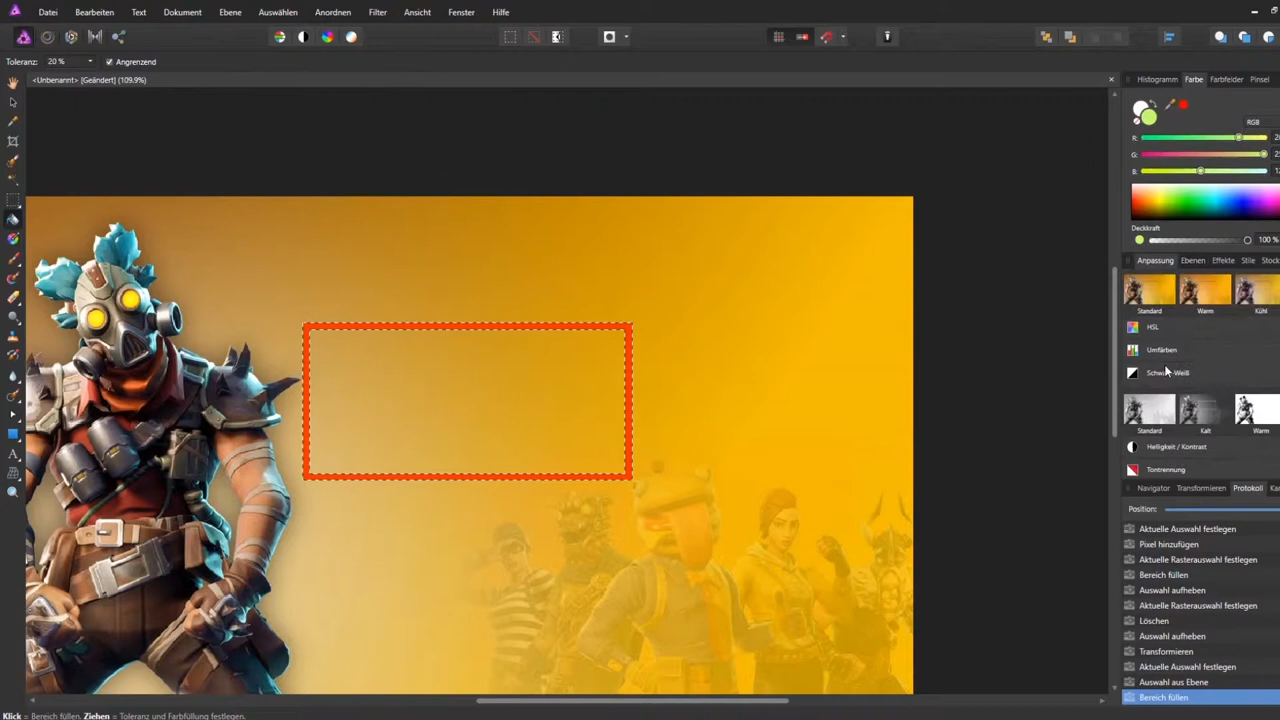 Datei Bearbeiten Text Dokument Ebene Auswählen Anordnen Filter Ansicht Fenster Hilfe
Toleranz: 20 % Angrenzend
<Unbenannt> [Geändert] (109.9%)
Histogramm Farbe Farbfelder Pinsel
RGB
R:
G:
B:
Deckkraft
100 %
Anpassung Ebenen Effekte Stile Stock
Standard Warm Kühl
HSL
Umfärben
Standard Kalt Warm
Helligkeit / Kontrast
Tontrennung
Navigator Transformieren Protokoll
Position:
Aktuelle Auswahl festlegen
Pixel hinzufügen
Aktuelle Rasterauswahl festlegen
Bereich füllen
Auswahl aufheben
Aktuelle Rasterauswahl festlegen
Löschen
Auswahl aufheben
Transformieren
Aktuelle Auswahl festlegen
Auswahl aus Ebene
Bereich füllen
Klick = Bereich füllen. Ziehen = Toleranz und Farbfüllung festlegen.